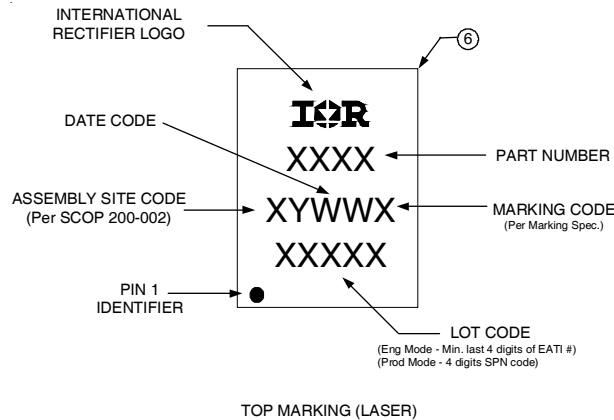 INTERNATIONAL
RECTIFIER LOGO
6
IOR
DATE CODE
XXXX
PART NUMBER
ASSEMBLY SITE CODE
(Per SCOP 200-002)
XYWWX
MARKING CODE
(Per Marking Spec.)
XXXXX
PIN 1
IDENTIFIER
LOT CODE
(Eng Mode - Min. last 4 digits of EATI #)
(Prod Mode - 4 digits SPN code)
TOP MARKING (LASER)